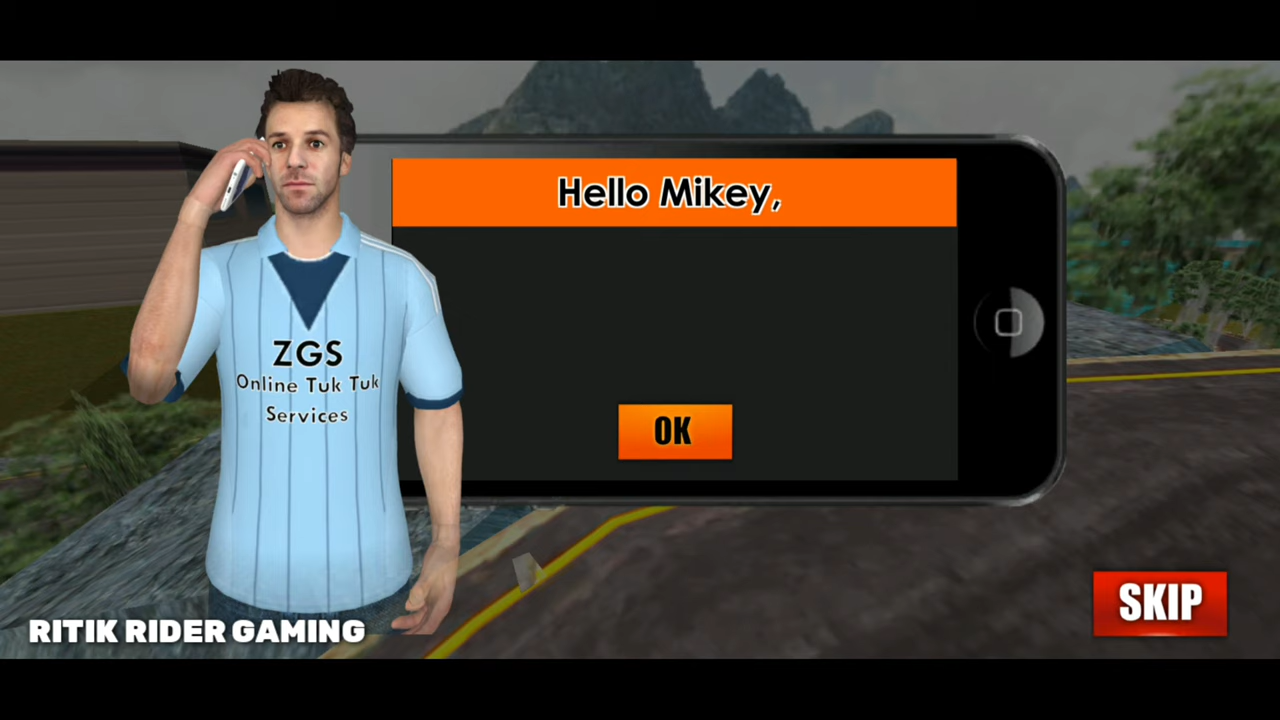 Hello Mikey,
ZGS
Online Tuk Tuk
Services
OK
SKIP
RITIK RIDER GAMING